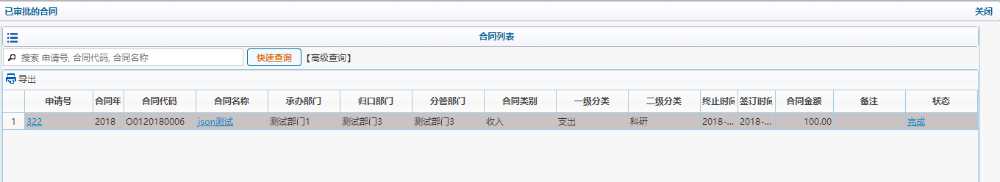 已审批的合同 关闭
合同列表
搜索 申请号, 合同代码, 合同名称 快速查询 【高级查询】
导出
申请号 合同年 合同代码 合同名称 承办部门 归口部门 分管部门 合同类别 一级分类 二级分类 终止时间 签订时间 合同金额 备注 状态
1 322 2018 O0120180006 json测试 测试部门1 测试部门3 测试部门3 收入 支出 科研 2018-... 2018-... 100.00 完成